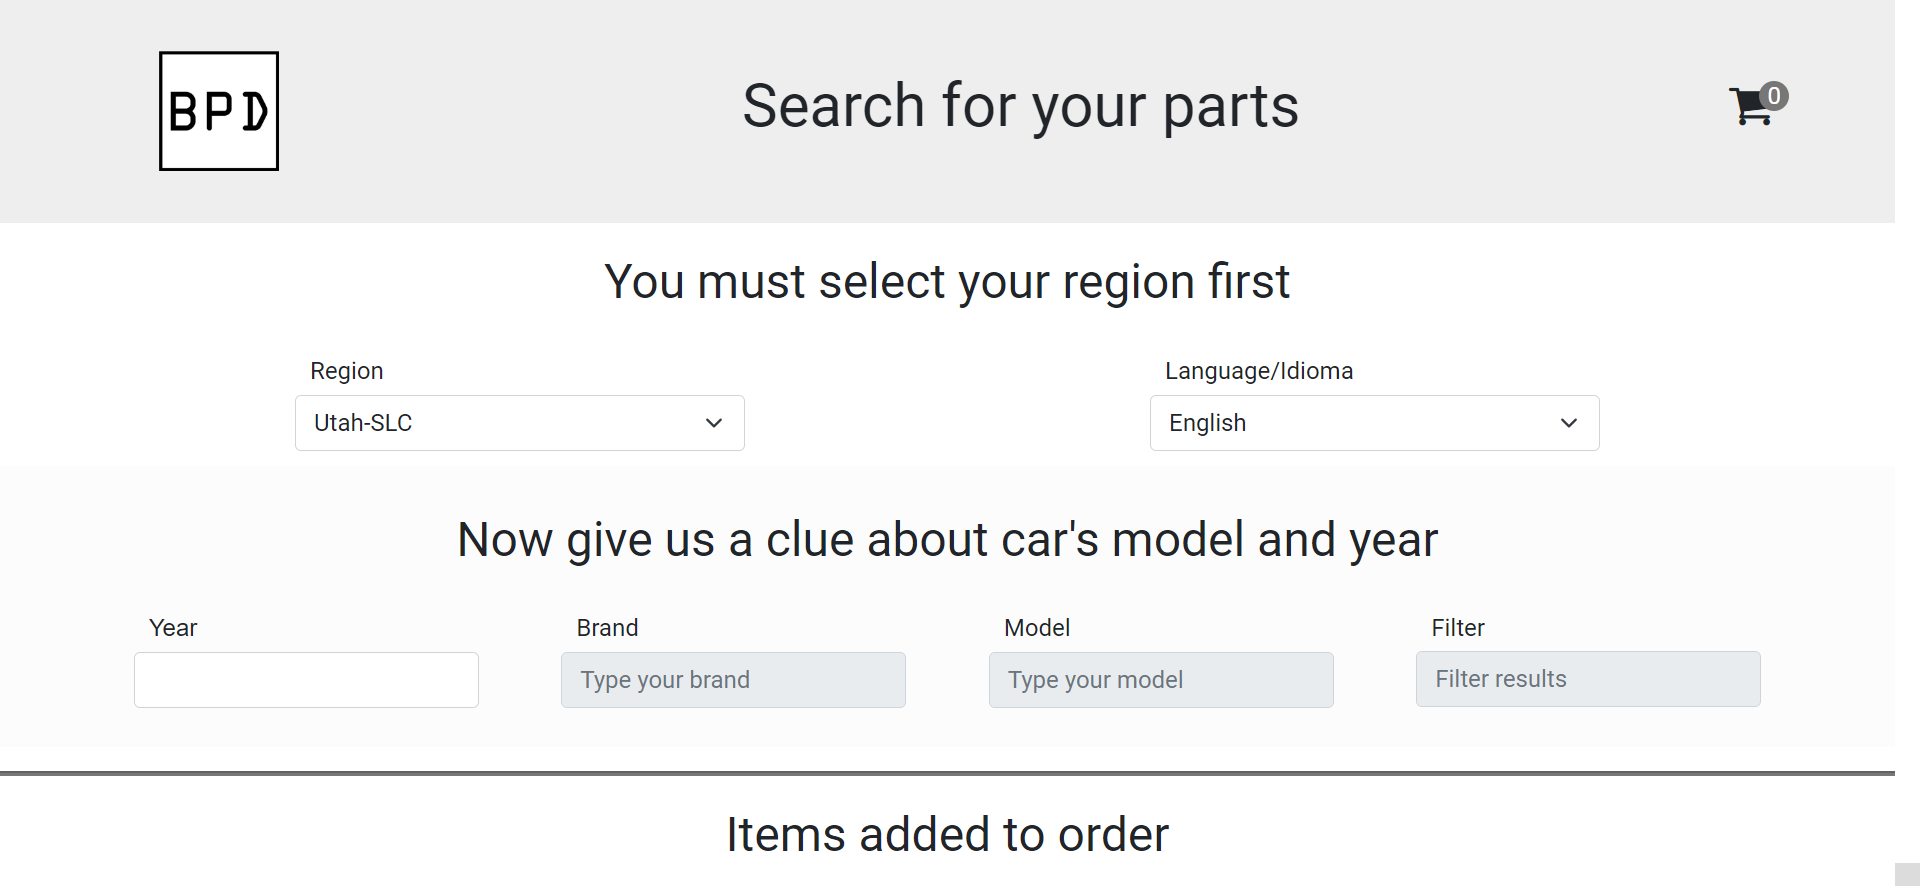 BPD
Search for your parts
0
You must select your region first
Region
Language/Idioma
Utah-SLC
English
Now give us a clue about car's model and year
Year
Brand
Model
Filter
Type your brand
Type your model
Filter results
Items added to order